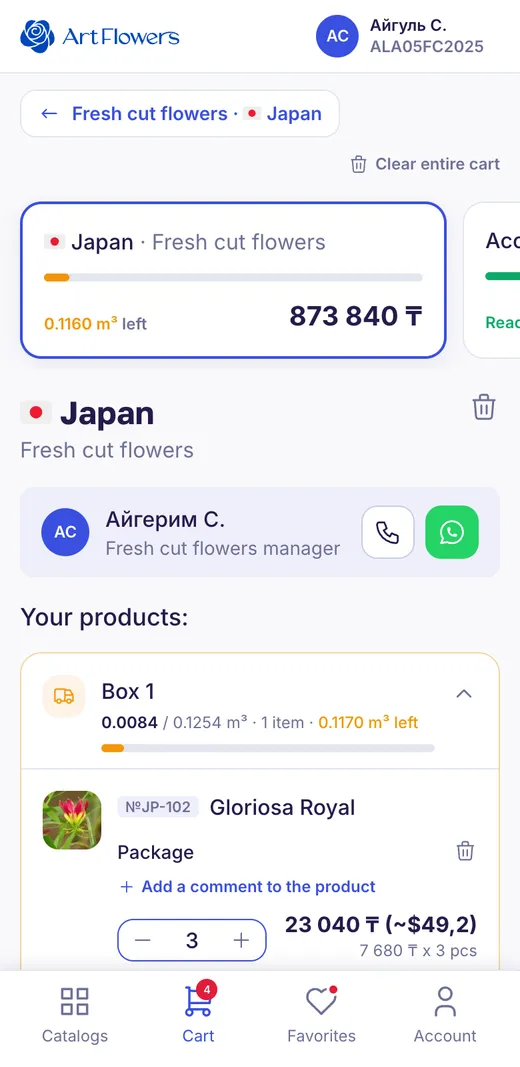 ArtFlowers
AC
Айгуль С.
ALA05FC2025
← Fresh cut flowers · Japan
Clear entire cart
Japan · Fresh cut flowers
0.1160 m³ left
873 840 ₸
Japan
Fresh cut flowers
AC
Айгерим С.
Fresh cut flowers manager
Your products:
Box 1
0.0084 / 0.1254 m³ · 1 item · 0.1170 m³ left
№JP-102 Gloriosa Royal
Package
+ Add a comment to the product
— 3 +
23 040 ₸ (~$49,2)
7 680 ₸ x 3 pcs
4
Catalogs
Cart
Favorites
Account